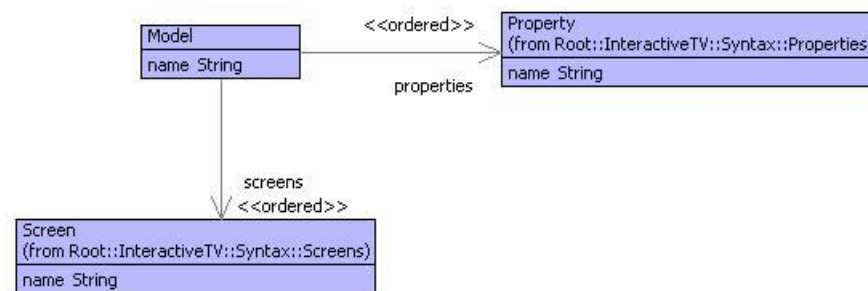 Model
name String
<<ordered>>
properties
Property
(from Root::InteractiveTV::Syntax::Properties
name String
screens
<<ordered>>
Screen
(from Root::InteractiveTV::Syntax::Screens)
name String